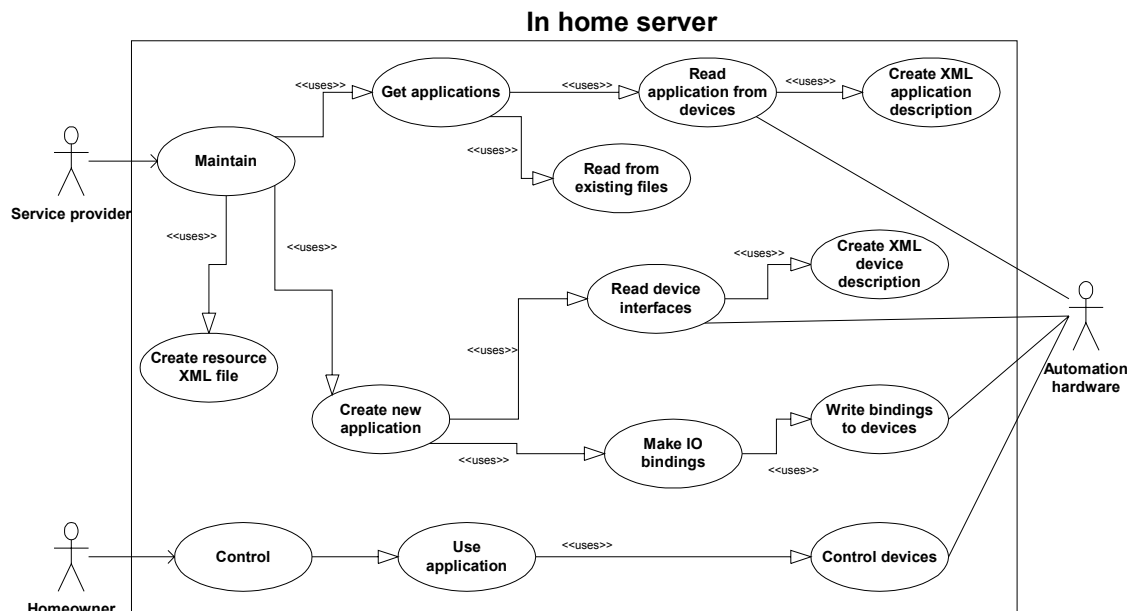 In home server
<<uses>>
Get applications
<<uses>>
Read
application from
devices
<<uses>>
Create XML
application
description
Maintain
<<uses>>
Read from
existing files
Service provider
<<uses>>
<<uses>>
Create XML
device
description
<<uses>>
Read device
interfaces
<<uses>>
Create resource
XML file
Automation
hardware
Create new
application
Write bindings
to devices
Make IO
bindings
<<uses>>
<<uses>>
Control
Use
application
<<uses>>
Control devices
Homeowner